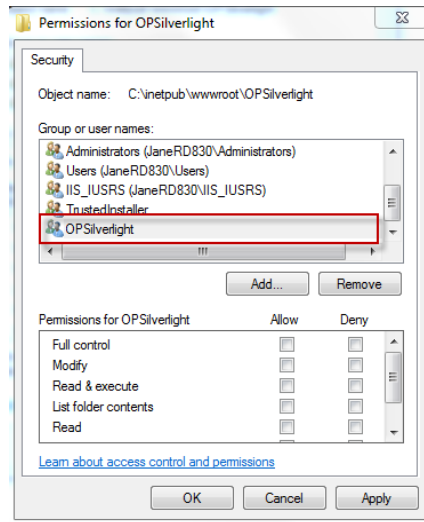 Permissions for OPSilverlight
Security
Object name: C:\inetpub\wwwroot\OPSilverlight
Group or user names:
Administrators (JaneRD830\Administrators)
Users (JaneRD830\Users)
IIS_IUSRS (JaneRD830\IIS_IUSRS)
TrustedInstaller
OPSilverlight
Add... Remove
Permissions for OPSilverlight Allow Deny
Full control
Modify
Read & execute
List folder contents
Read
Learn about access control and permissions
OK Cancel Apply